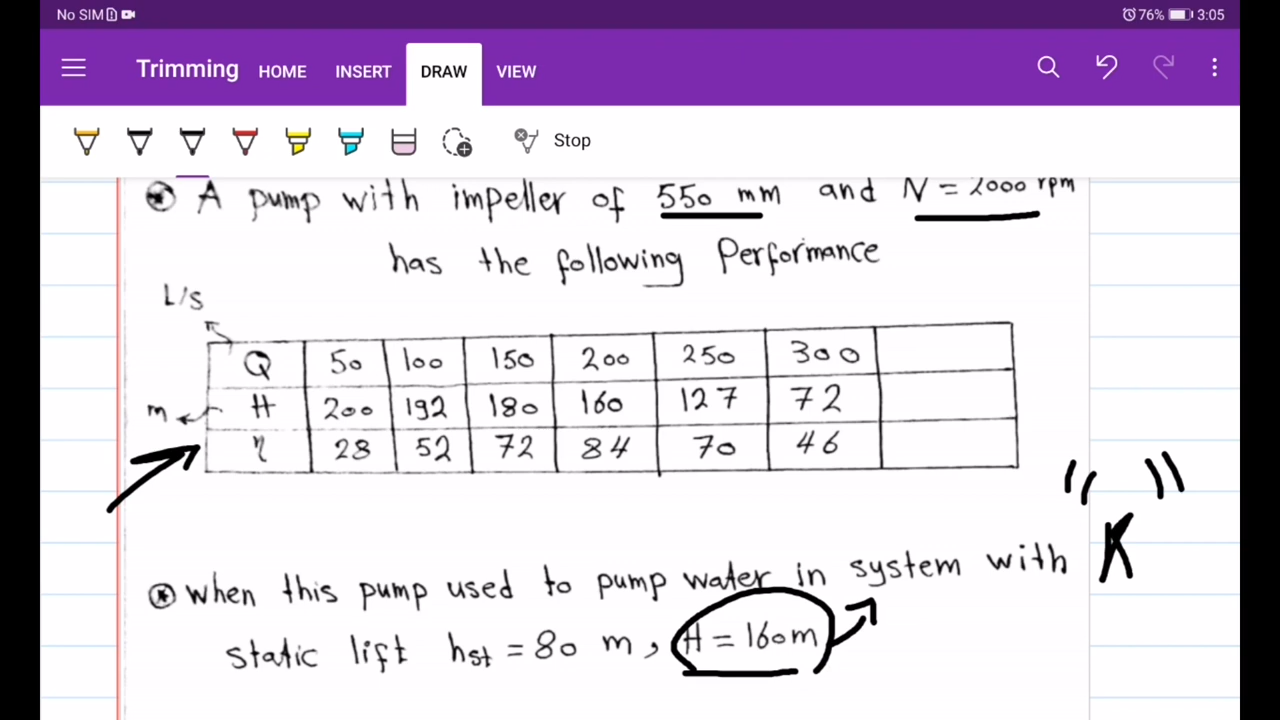 No SIM 76% 3:05
Trimming HOME INSERT DRAW VIEW
Stop
A pump with impeller of 550 mm and N = 2000 rpm
has the following Performance
L/S
Q 50 100 150 200 250 300
m H 200 192 180 160 127 72
η 28 52 72 84 70 46
" "
K
when this pump used to pump water in system with
static lift hst = 80 m, H = 160m